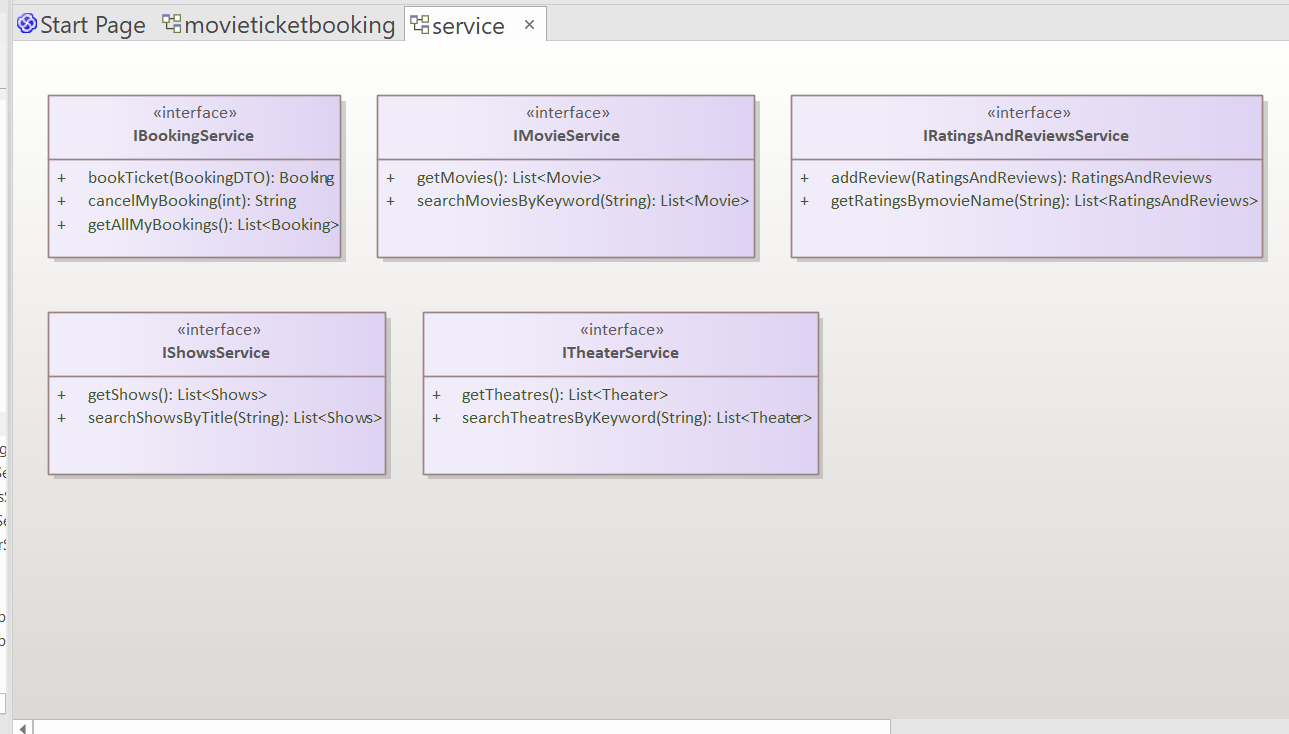 Start Page movieticketbooking service
«interface»
IBookingService
+ bookTicket(BookingDTO): Booking
+ cancelMyBooking(int): String
+ getAllMyBookings(): List<Booking>
«interface»
IMovieService
+ getMovies(): List<Movie>
+ searchMoviesByKeyword(String): List<Movie>
«interface»
IRatingsAndReviewsService
+ addReview(RatingsAndReviews): RatingsAndReviews
+ getRatingsBymovieName(String): List<RatingsAndReviews>
«interface»
IShowsService
+ getShows(): List<Shows>
+ searchShowsByTitle(String): List<Shows>
«interface»
ITheaterService
+ getTheatres(): List<Theater>
+ searchTheatresByKeyword(String): List<Theater>